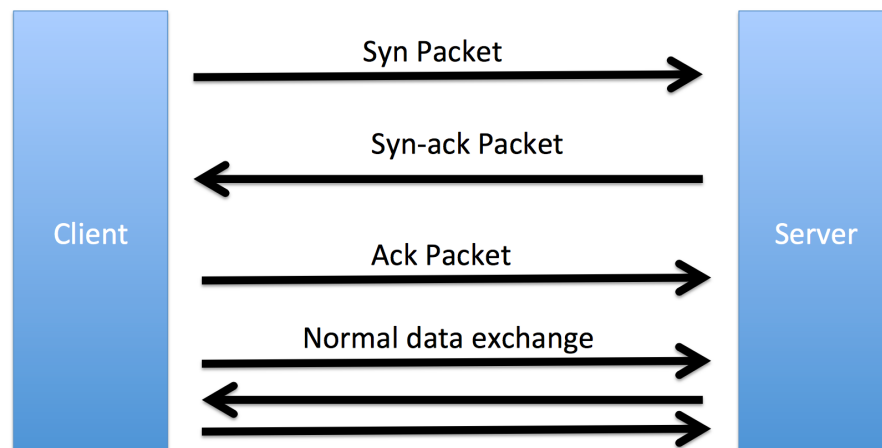 Syn Packet
Syn-ack Packet
Client
Server
Ack Packet
Normal data exchange